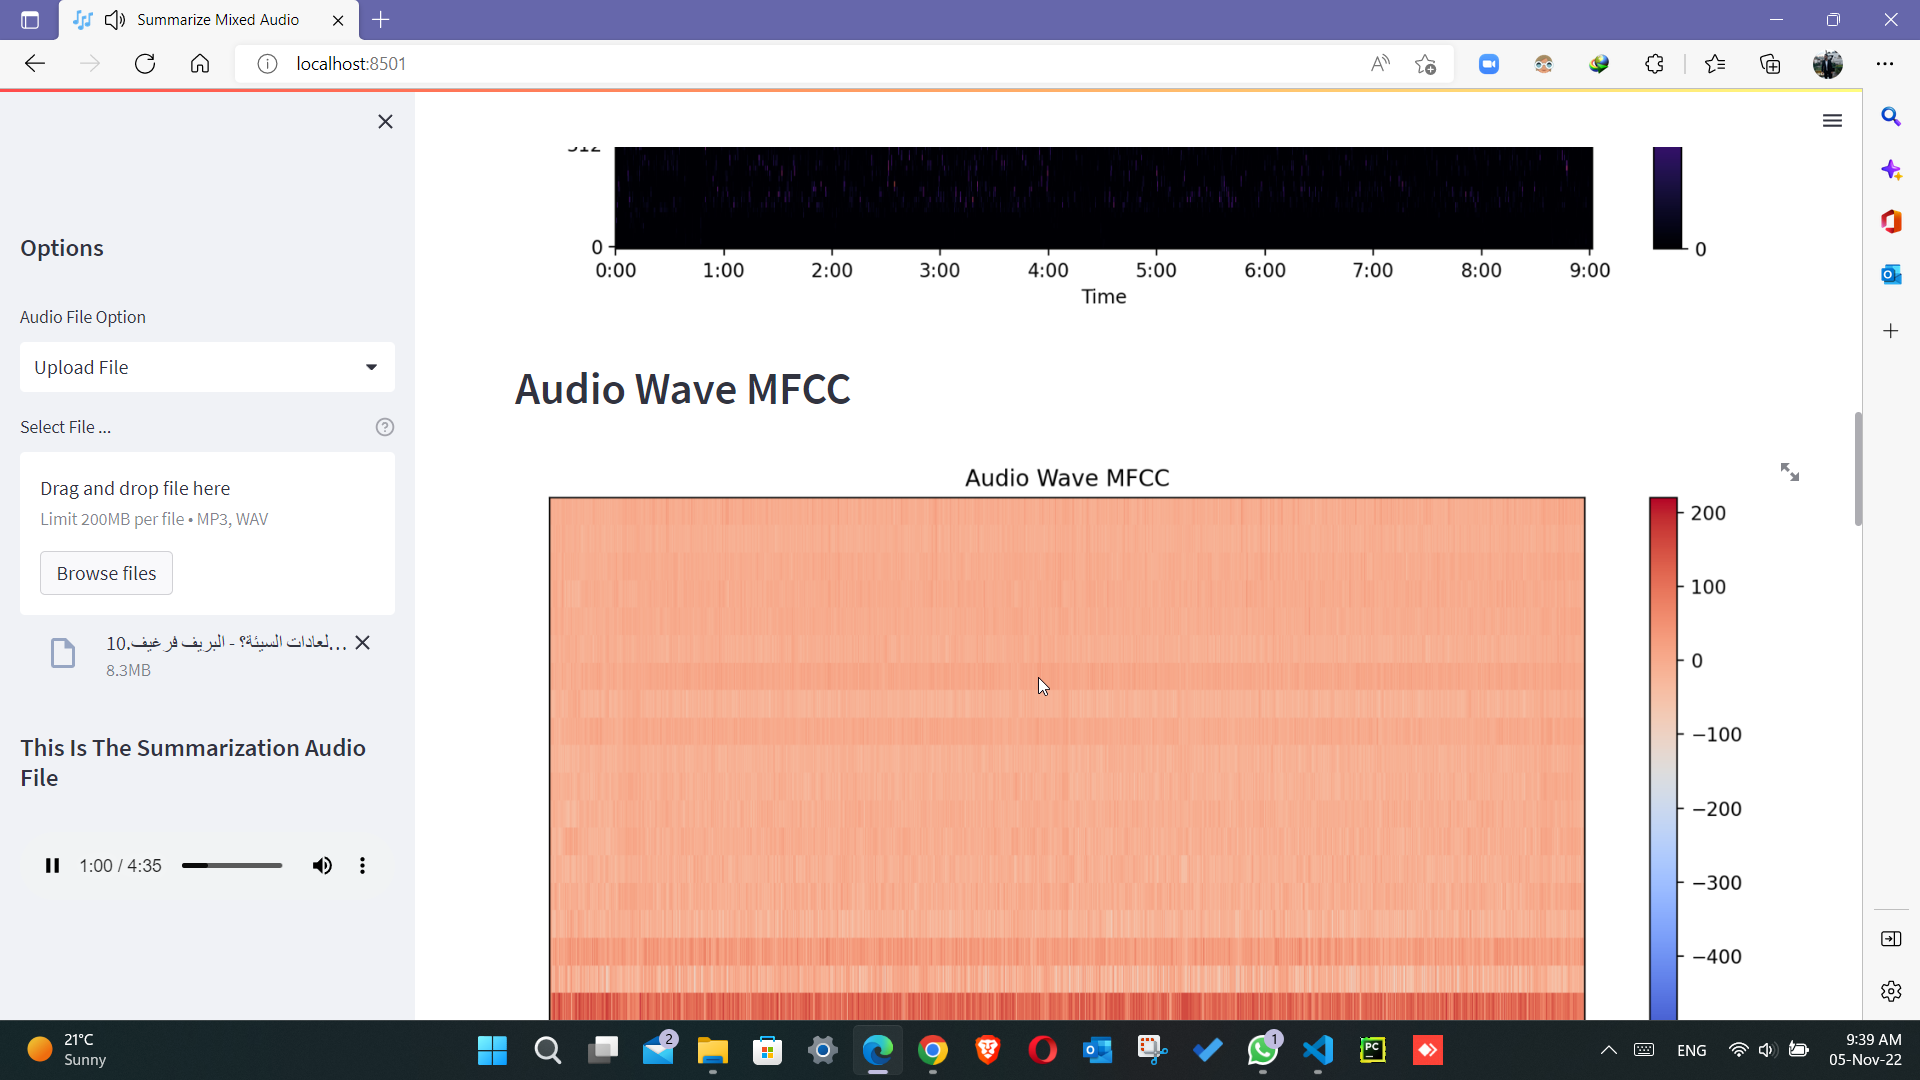 Summarize Mixed Audio
localhost:8501
Options
Audio File Option
Upload File
Select File ...
Drag and drop file here
Limit 200MB per file • MP3, WAV
Browse files
10.لعادات السيئة؟ - البريف فر غيف...
8.3MB
This Is The Summarization Audio
File
1:00 / 4:35
0
0
0:00 1:00 2:00 3:00 4:00 5:00 6:00 7:00 8:00 9:00
Time
Audio Wave MFCC
Audio Wave MFCC
200
100
0
−100
−200
−300
−400
21°C
Sunny
2
1
PC
ENG
9:39 AM
05-Nov-22